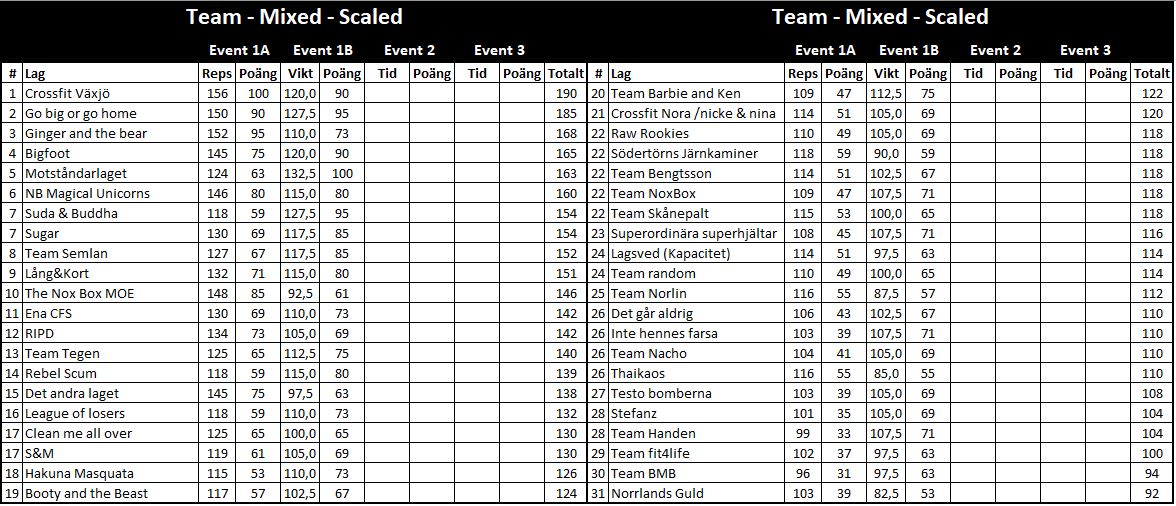 Team - Mixed - Scaled
Event 1A Event 1B Event 2 Event 3
# Lag Reps Poäng Vikt Poäng Tid Poäng Tid Poäng Totalt
1 Crossfit Växjö 156 100 120,0 90 190
2 Go big or go home 150 90 127,5 95 185
3 Ginger and the bear 152 95 110,0 73 168
4 Bigfoot 145 75 120,0 90 165
5 Motståndarlaget 124 63 132,5 100 163
6 NB Magical Unicorns 146 80 115,0 80 160
7 Suda & Buddha 118 59 127,5 95 154
7 Sugar 130 69 117,5 85 154
8 Team Semlan 127 67 117,5 85 152
9 Lång&Kort 132 71 115,0 80 151
10 The Nox Box MOE 148 85 92,5 61 146
11 Ena CFS 130 69 110,0 73 142
12 RIPD 134 73 105,0 69 142
13 Team Tegen 125 65 112,5 75 140
14 Rebel Scum 118 59 115,0 80 139
15 Det andra laget 145 75 97,5 63 138
16 League of losers 118 59 110,0 73 132
17 Clean me all over 125 65 100,0 65 130
17 S&M 119 61 105,0 69 130
18 Hakuna Masquata 115 53 110,0 73 126
19 Booty and the Beast 117 57 102,5 67 124
Team - Mixed - Scaled
Event 1A Event 1B Event 2 Event 3
# Lag Reps Poäng Vikt Poäng Tid Poäng Tid Poäng Totalt
20 Team Barbie and Ken 109 47 112,5 75 122
21 Crossfit Nora /nicke & nina 114 51 105,0 69 120
22 Raw Rookies 110 49 105,0 69 118
22 Södertörns Järnkaminer 118 59 90,0 59 118
22 Team Bengtsson 114 51 102,5 67 118
22 Team NoxBox 109 47 107,5 71 118
22 Team Skånepalt 115 53 100,0 65 118
23 Superordinära superhjältar 108 45 107,5 71 116
24 Lagsved (Kapacitet) 114 51 97,5 63 114
24 Team random 110 49 100,0 65 114
25 Team Norlin 116 55 87,5 57 112
26 Det går aldrig 106 43 102,5 67 110
26 Inte hennes farsa 103 39 107,5 71 110
26 Team Nacho 104 41 105,0 69 110
26 Thaikaos 116 55 85,0 55 110
27 Testo bomberna 103 39 105,0 69 108
28 Stefanz 101 35 105,0 69 104
28 Team Handen 99 33 107,5 71 104
29 Team fit4life 102 37 97,5 63 100
30 Team BMB 96 31 97,5 63 94
31 Norrlands Guld 103 39 82,5 53 92